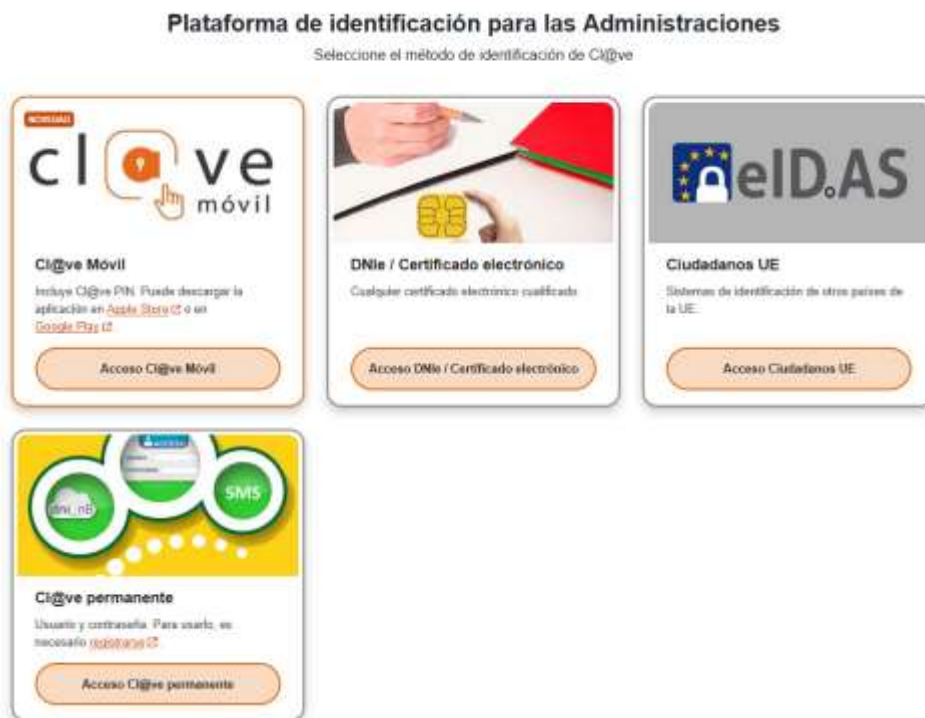 Plataforma de identificación para las Administraciones
Seleccione el método de identificación de Cl@ve
NOVEDAD
cl@ve
móvil
Cl@ve Móvil
Incluye Cl@ve PIN. Puede descargar la
aplicación en Apple Store o en
Google Play
Acceso Cl@ve Móvil
DNIe / Certificado electrónico
Cualquier certificado electrónico cualificado
Acceso DNIe / Certificado electrónico
eID.AS
Ciudadanos UE
Sistemas de identificación de otros países de
la UE.
Acceso Ciudadanos UE
SMS
Cl@ve permanente
Usuario y contraseña. Para usarlo, es
necesario registrarse
Acceso Cl@ve permanente